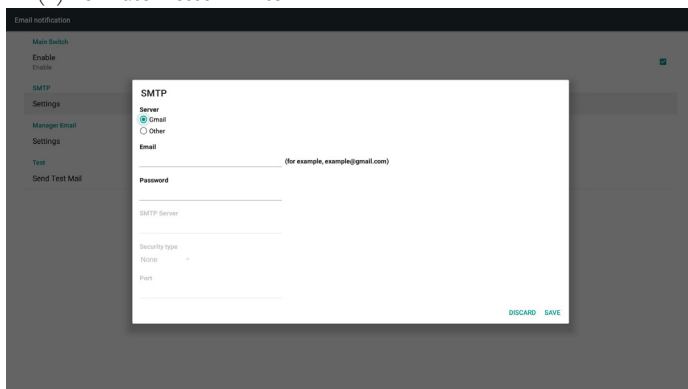 Email notification
Main Switch
Enable
Enable
SMTP
Settings
Manager Email
Settings
Test
Send Test Mail
SMTP
Server
Gmail
Other
Email
(for example, example@gmail.com)
Password
SMTP Server
Security type
None
Port
DISCARD SAVE